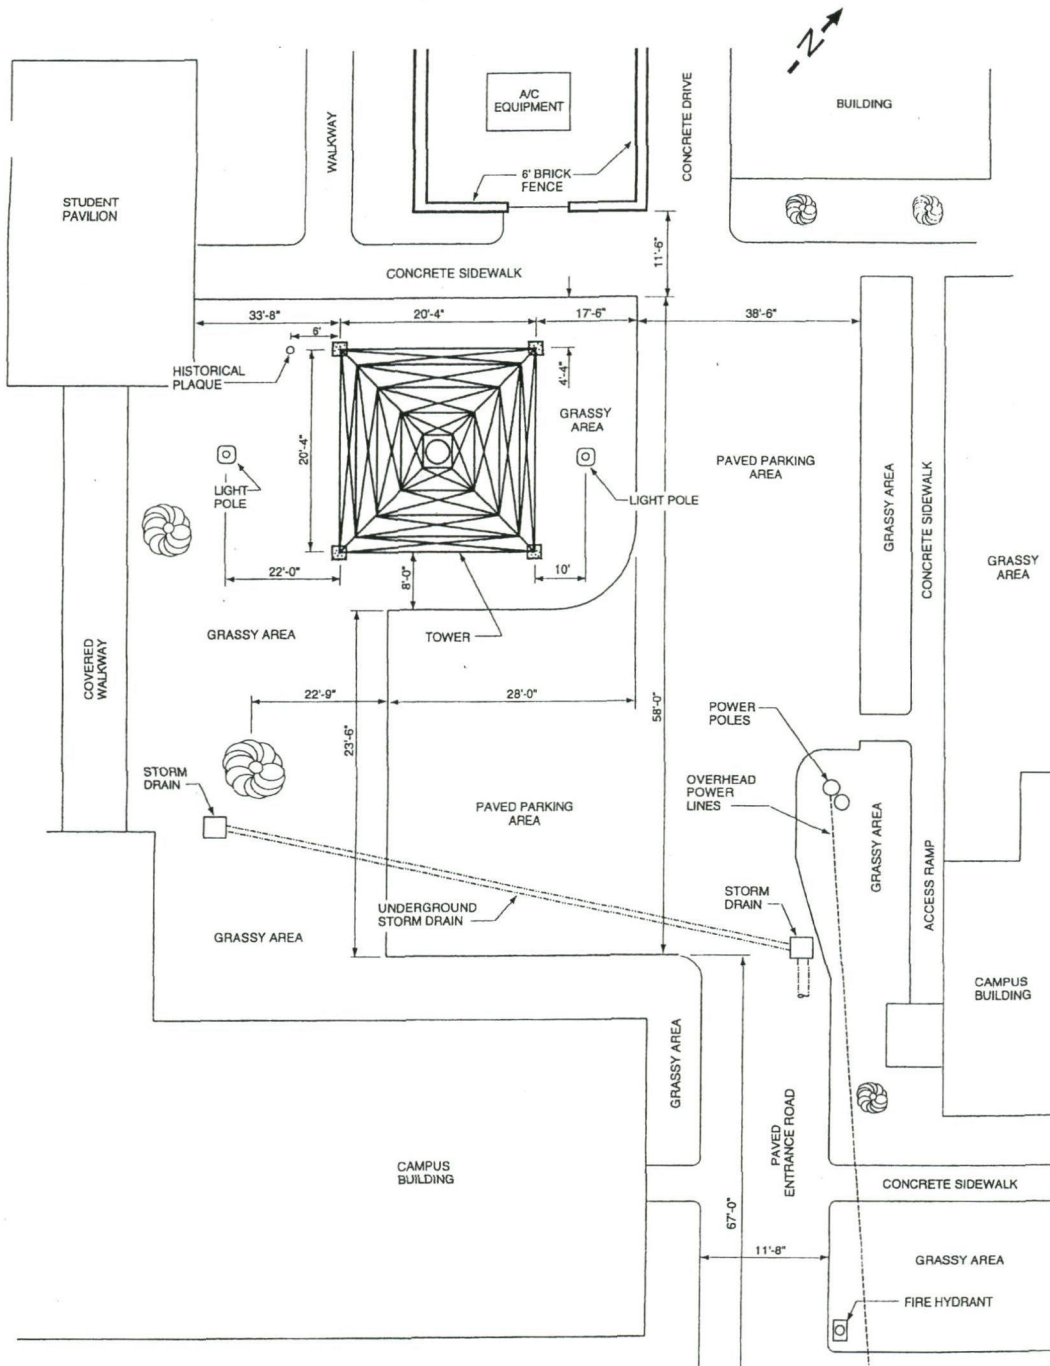 N
A/C
EQUIPMENT
BUILDING
WALKWAY
CONCRETE DRIVE
6' BRICK
FENCE
STUDENT
PAVILION
11'-6"
CONCRETE SIDEWALK
33'-8"
20'-4"
17'-6"
38'-6"
6'
HISTORICAL
PLAQUE
4'-4"
GRASSY
AREA
20'-4"
PAVED PARKING
AREA
LIGHT
POLE
LIGHT POLE
GRASSY AREA
CONCRETE SIDEWALK
GRASSY
AREA
22'-0"
8'-0"
10'
GRASSY AREA
TOWER
COVERED
WALKWAY
22'-9"
28'-0"
23'-6"
58'-0"
POWER
POLES
STORM
DRAIN
OVERHEAD
POWER
LINES
PAVED PARKING
AREA
GRASSY AREA
ACCESS RAMP
UNDERGROUND
STORM DRAIN
STORM
DRAIN
GRASSY AREA
CAMPUS
BUILDING
GRASSY AREA
PAVED
ENTRANCE ROAD
CAMPUS
BUILDING
CONCRETE SIDEWALK
67'-0"
11'-8"
GRASSY AREA
FIRE HYDRANT